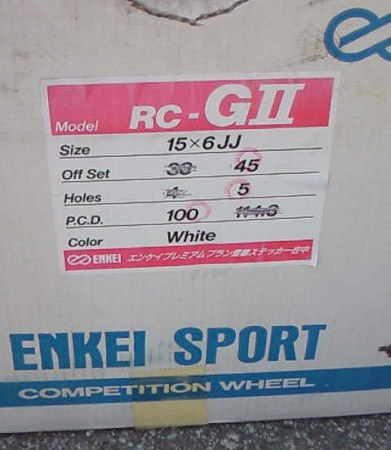 Model RC-GII
Size 15×6JJ
Off Set 38 45
Holes 4 5
P.C.D. 100 114.3
Color White
ENKEI エンケイプレミアムプラン登録ステッカー在中
ENKEI SPORT
COMPETITION WHEEL